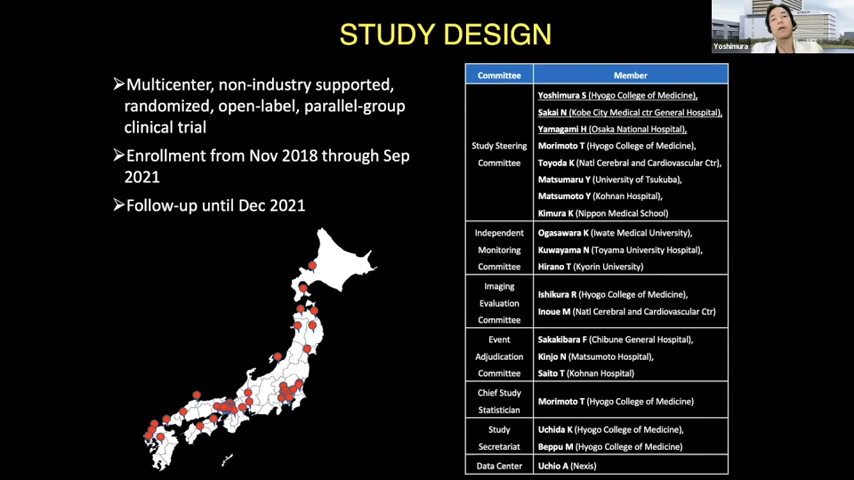 STUDY DESIGN
Yoshimura
➢Multicenter, non-industry supported,
randomized, open-label, parallel-group
clinical trial
➢Enrollment from Nov 2018 through Sep
2021
➢Follow-up until Dec 2021
Committee Member
Study Steering
Committee
Yoshimura S (Hyogo College of Medicine),
Sakai N (Kobe City Medical ctr General Hospital),
Yamagami H (Osaka National Hospital),
Morimoto T (Hyogo College of Medicine),
Toyoda K (Natl Cerebral and Cardiovascular Ctr),
Matsumaru Y (University of Tsukuba),
Matsumoto Y (Kohnan Hospital),
Kimura K (Nippon Medical School)
Independent
Monitoring
Committee
Ogasawara K (Iwate Medical University),
Kuwayama N (Toyama University Hospital),
Hirano T (Kyorin University)
Imaging
Evaluation
Committee
Ishikura R (Hyogo College of Medicine),
Inoue M (Natl Cerebral and Cardiovascular Ctr)
Event
Adjudication
Committee
Sakakibara F (Chibune General Hospital),
Kinjo N (Matsumoto Hospital),
Saito T (Kohnan Hospital)
Chief Study
Statistician
Morimoto T (Hyogo College of Medicine)
Study
Secretariat
Uchida K (Hyogo College of Medicine)
Beppu M (Hyogo College of Medicine)
Data Center Uchio A (Nexis)